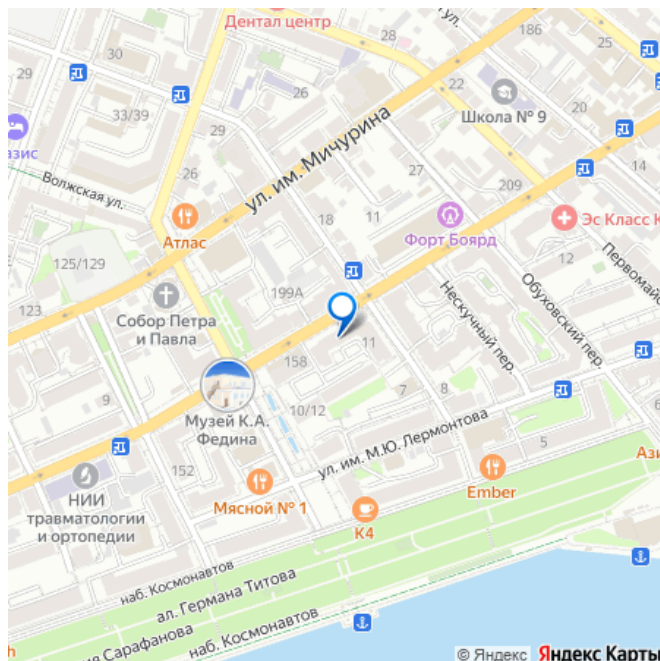 Дентал центр
28
186
25
30
29
26
22
Школа № 9
20
33/39
29
ул. им. Мичурина
14
Волжская ул.
26
27
209
18
11
Атлас
Форт Боярд
Эс Класс К
125/129
12
199А
123
Собор Петра
и Павла
Нескучный пер.
Обуховский пер.
Первомай
158
11
9
10/12
7
8
Музей К.А.
Федина
152
ул. им. М.Ю. Лермонтова
5
НИИ
травматологии
и ортопедии
Мясной № 1
Ember
Ази
К4
наб. Космонавтов
ал. Германа Титова
Сарафанова
наб. Космонавтов
© Яндекс Яндекс Карты